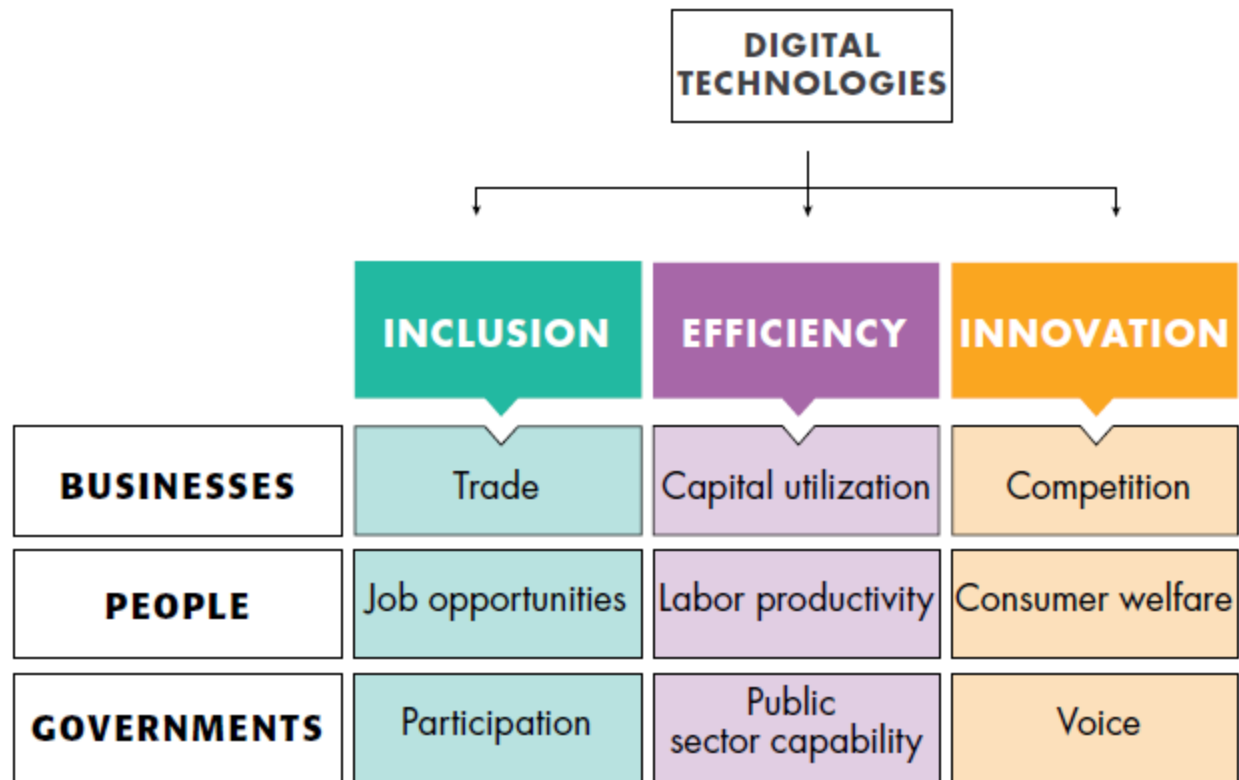 DIGITAL
TECHNOLOGIES
INCLUSION
EFFICIENCY
INNOVATION
BUSINESSES
Trade
Capital utilization
Competition
PEOPLE
Job opportunities
Labor productivity
Consumer welfare
GOVERNMENTS
Participation
Public
sector capability
Voice